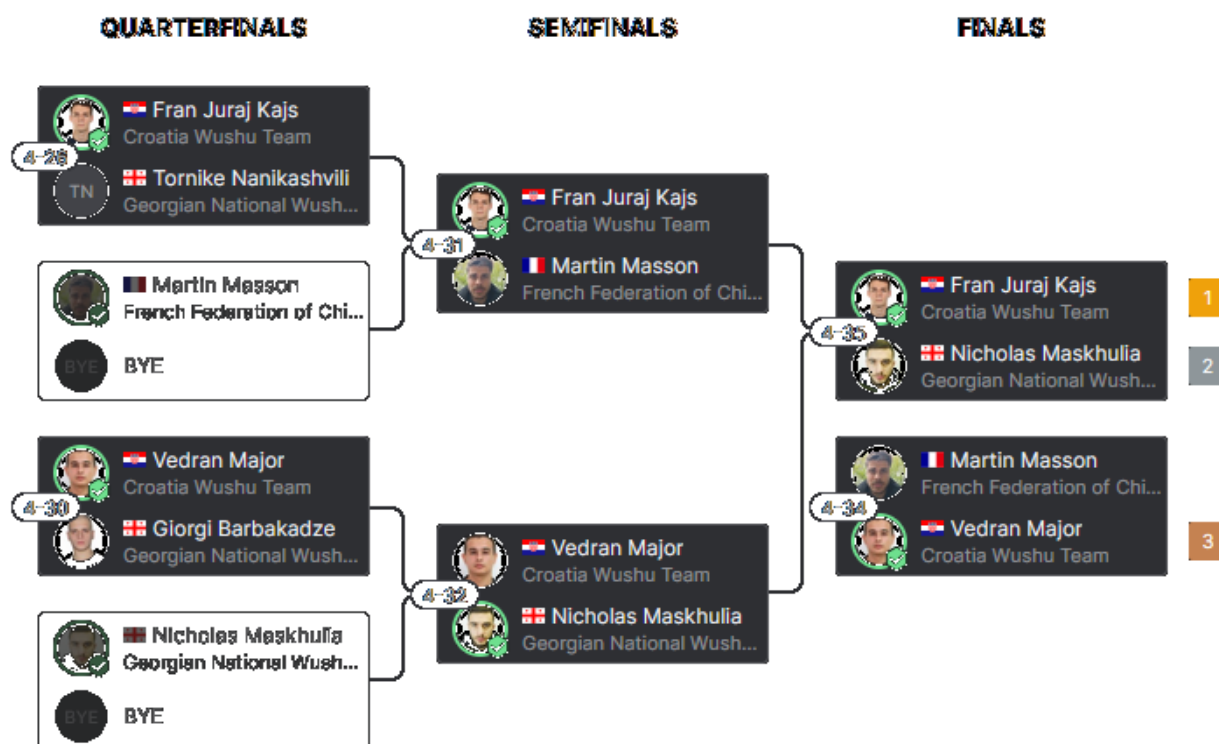 QUARTERFINALS
SEMIFINALS
FINALS
Fran Juraj Kajs
Croatia Wushu Team
4-28
TN
Tornike Nanikashvili
Georgian National Wush...
Martin Masson
French Federation of Chi...
BYE
BYE
Vedran Major
Croatia Wushu Team
4-30
Giorgi Barbakadze
Georgian National Wush...
Nicholas Maskhulia
Georgian National Wush...
BYE
BYE
Fran Juraj Kajs
Croatia Wushu Team
4-31
Martin Masson
French Federation of Chi...
Vedran Major
Croatia Wushu Team
4-32
Nicholas Maskhulia
Georgian National Wush...
Fran Juraj Kajs
Croatia Wushu Team
1
4-35
Nicholas Maskhulia
Georgian National Wush...
2
Martin Masson
French Federation of Chi...
4-34
Vedran Major
Croatia Wushu Team
3